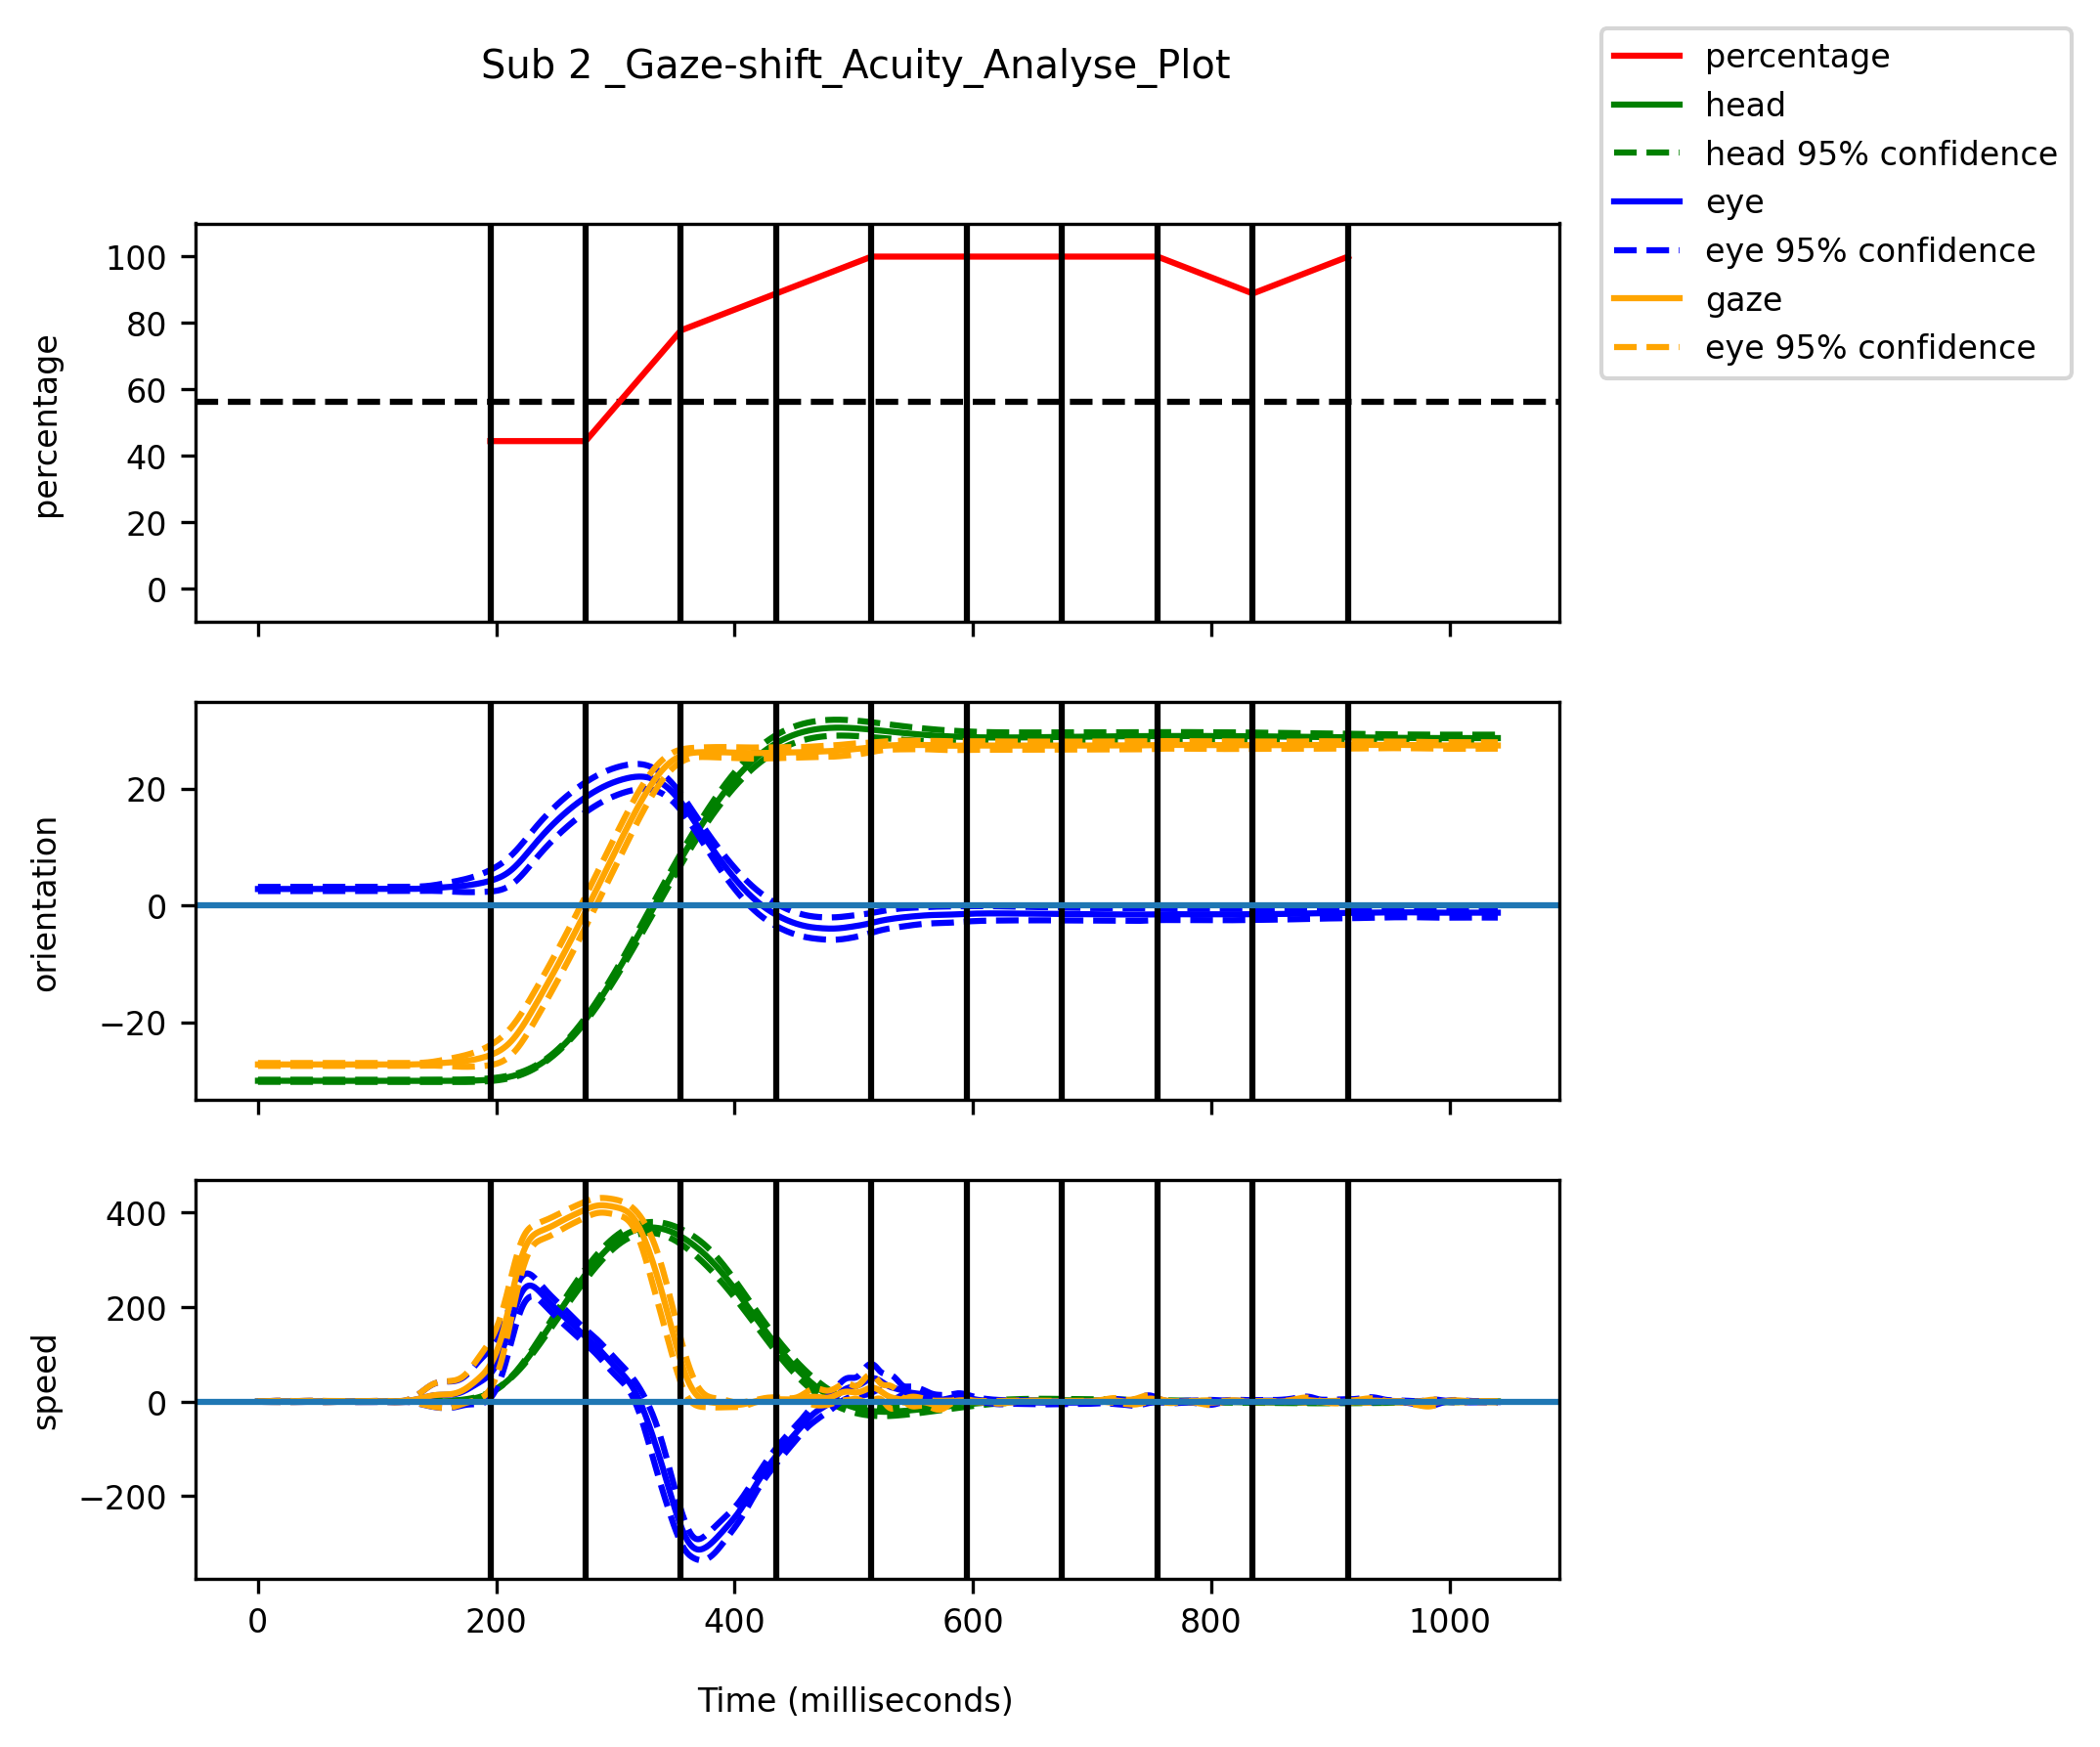 Sub 2 _Gaze-shift_Acuity_Analyse_Plot
percentage
head
head 95% confidence
eye
eye 95% confidence
gaze
eye 95% confidence
percentage
100
80
60
40
20
0
orientation
20
0
−20
speed
400
200
0
−200
0 200 400 600 800 1000
Time (milliseconds)